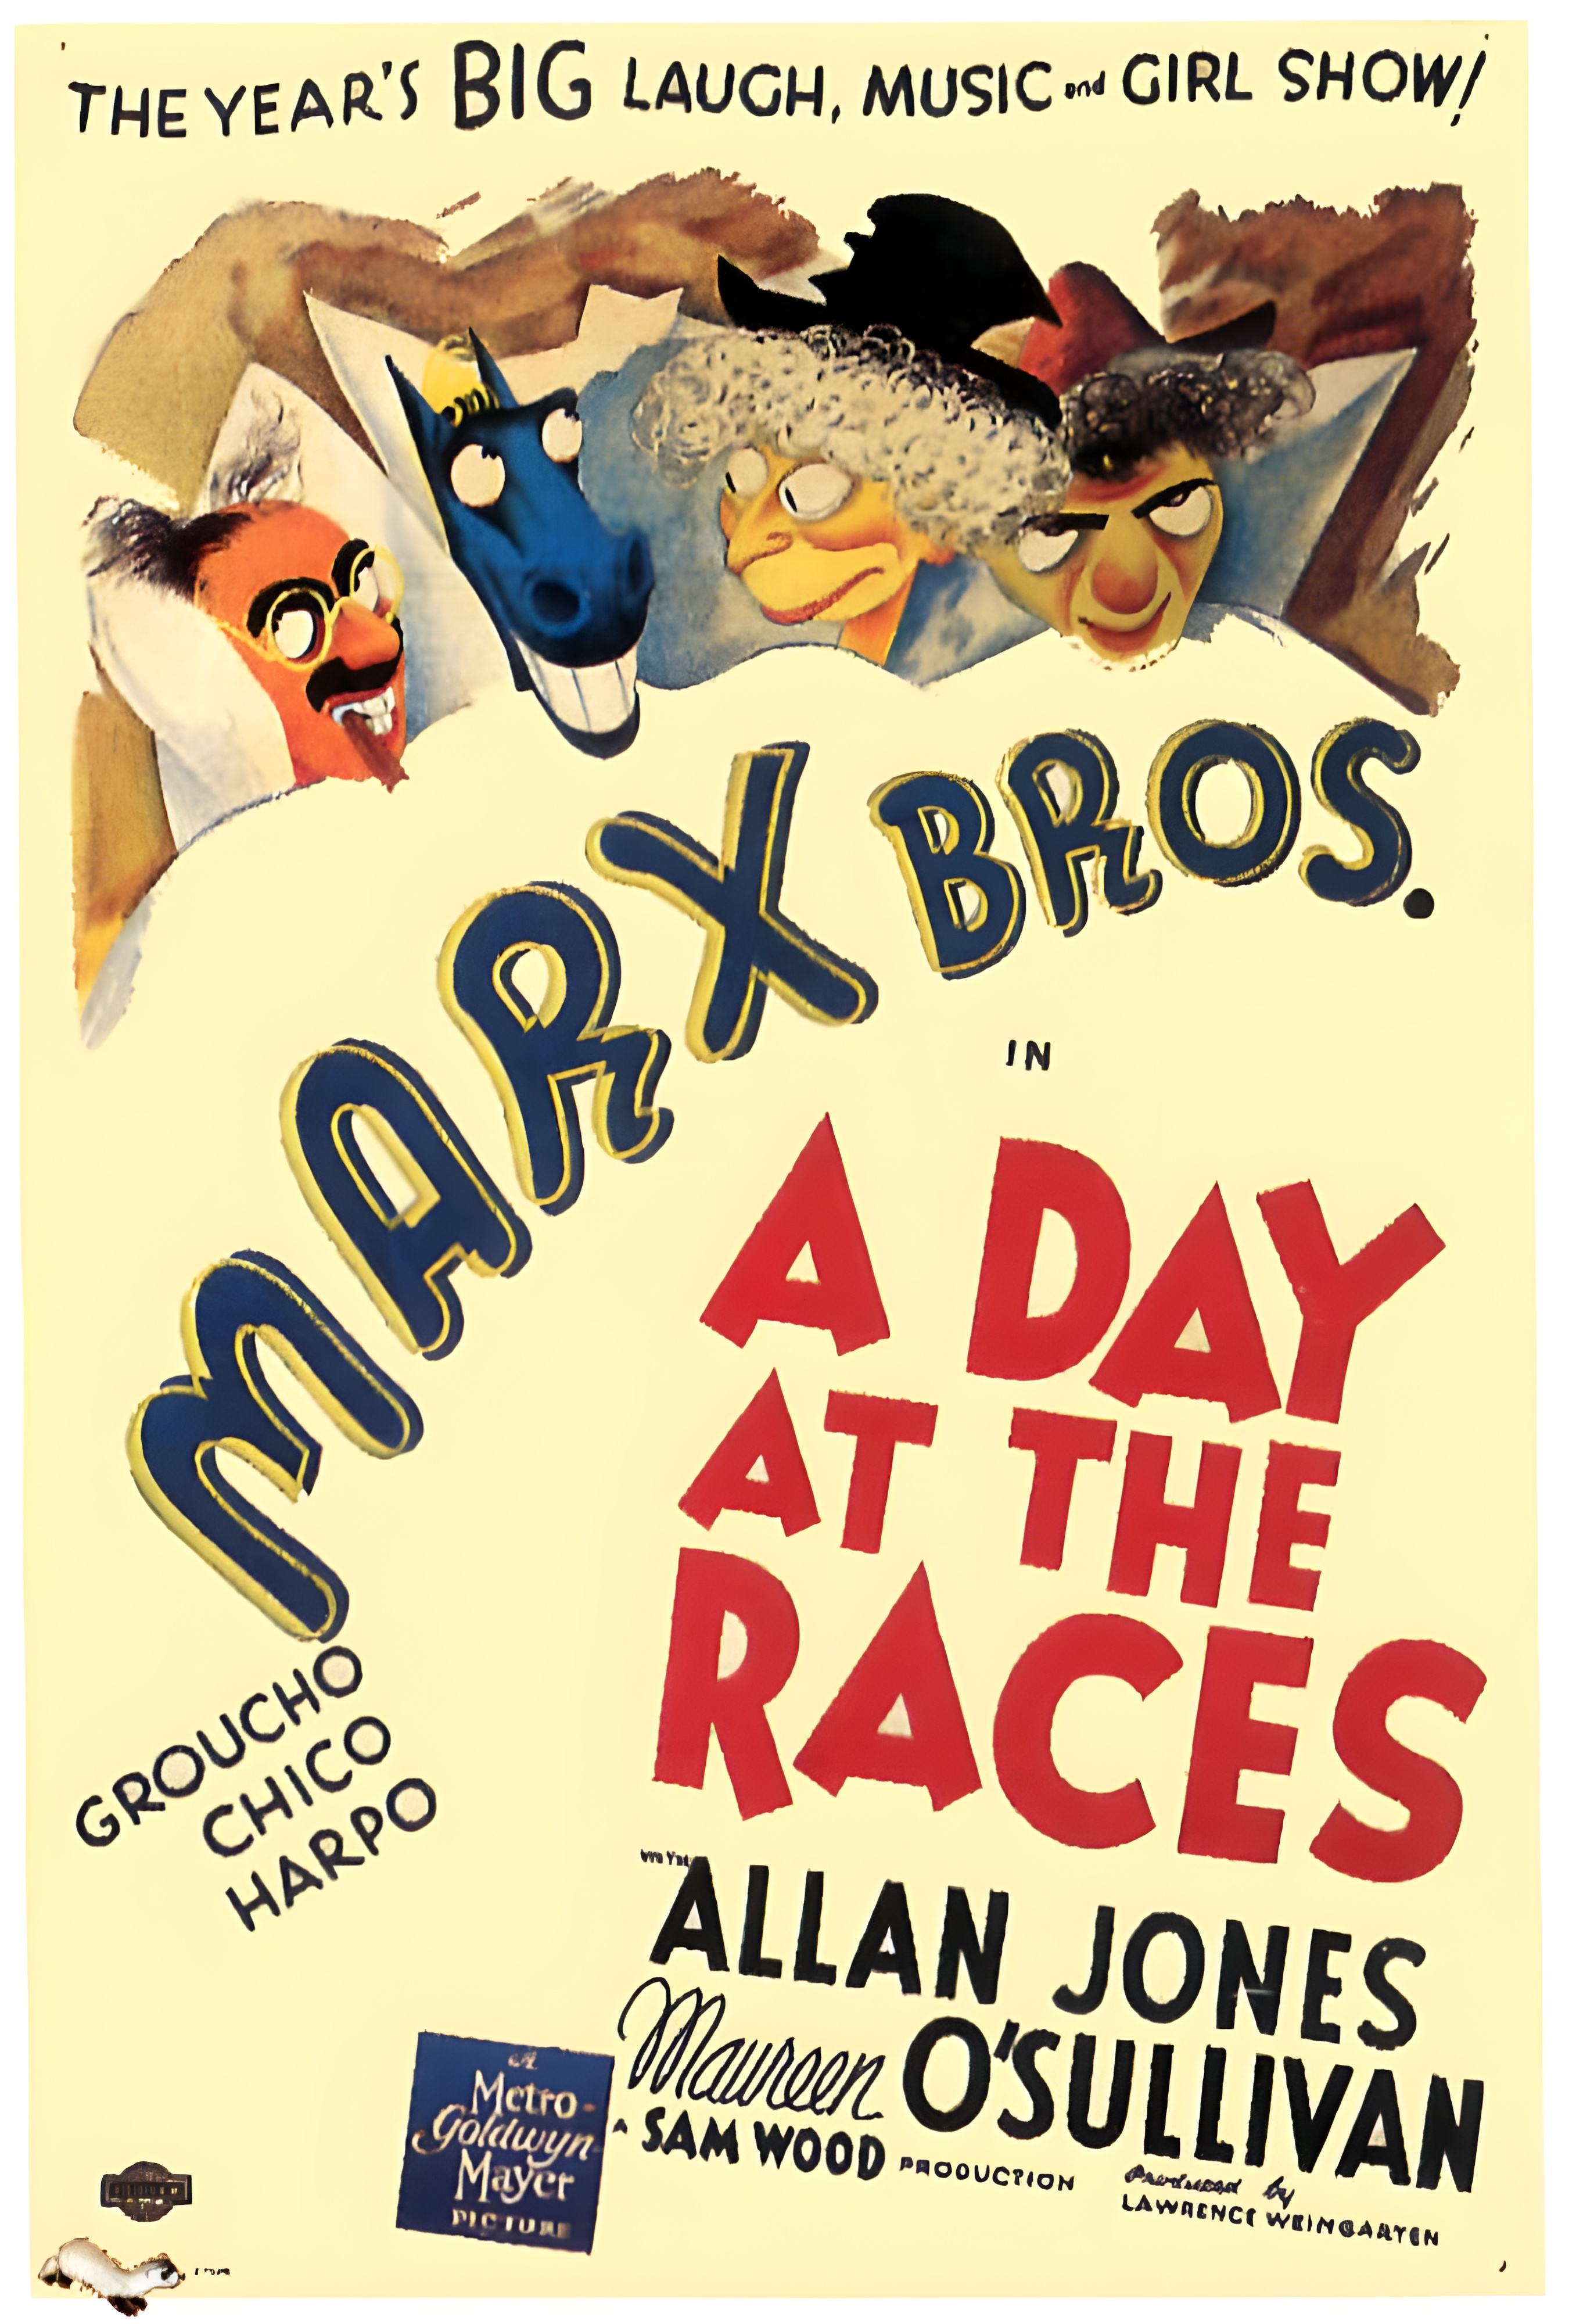 THE YEAR'S BIG LAUGH, MUSIC and GIRL SHOW!
MARX BROS.
IN
A DAY
AT THE
RACES
GROUCHO
CHICO
HARPO
ALLAN JONES
Maureen O'SULLIVAN
A SAM WOOD PRODUCTION
Produced by
LAWRENCE WEINGARTEN
A
Metro-
Goldwyn
Mayer
PICTURE